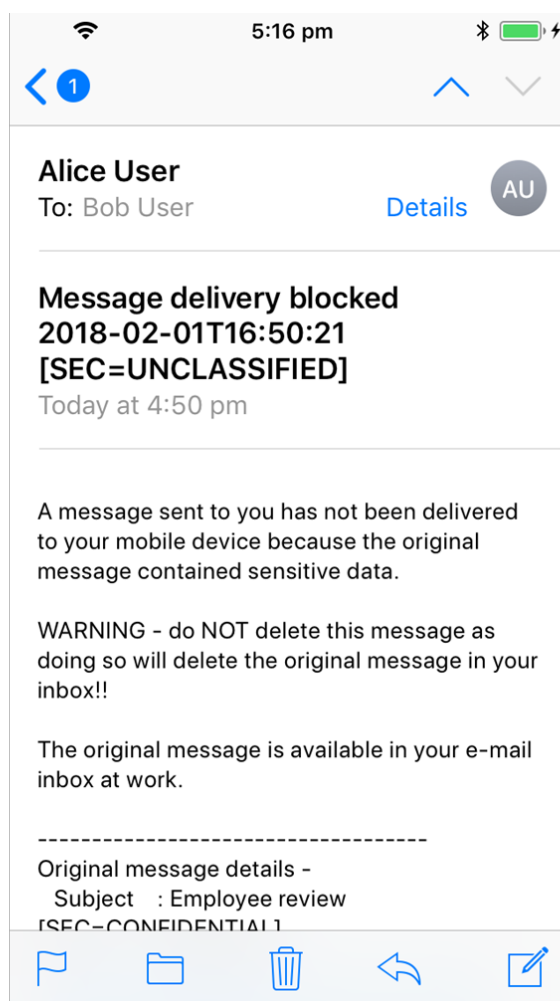 5:16 pm
1
Alice User
To: Bob User
Details
AU
Message delivery blocked
2018-02-01T16:50:21
[SEC=UNCLASSIFIED]
Today at 4:50 pm
A message sent to you has not been delivered
to your mobile device because the original
message contained sensitive data.
WARNING - do NOT delete this message as
doing so will delete the original message in your
inbox!!
The original message is available in your e-mail
inbox at work.
------------------------------------
Original message details -
Subject : Employee review
[SEC=CONFIDENTIAL]